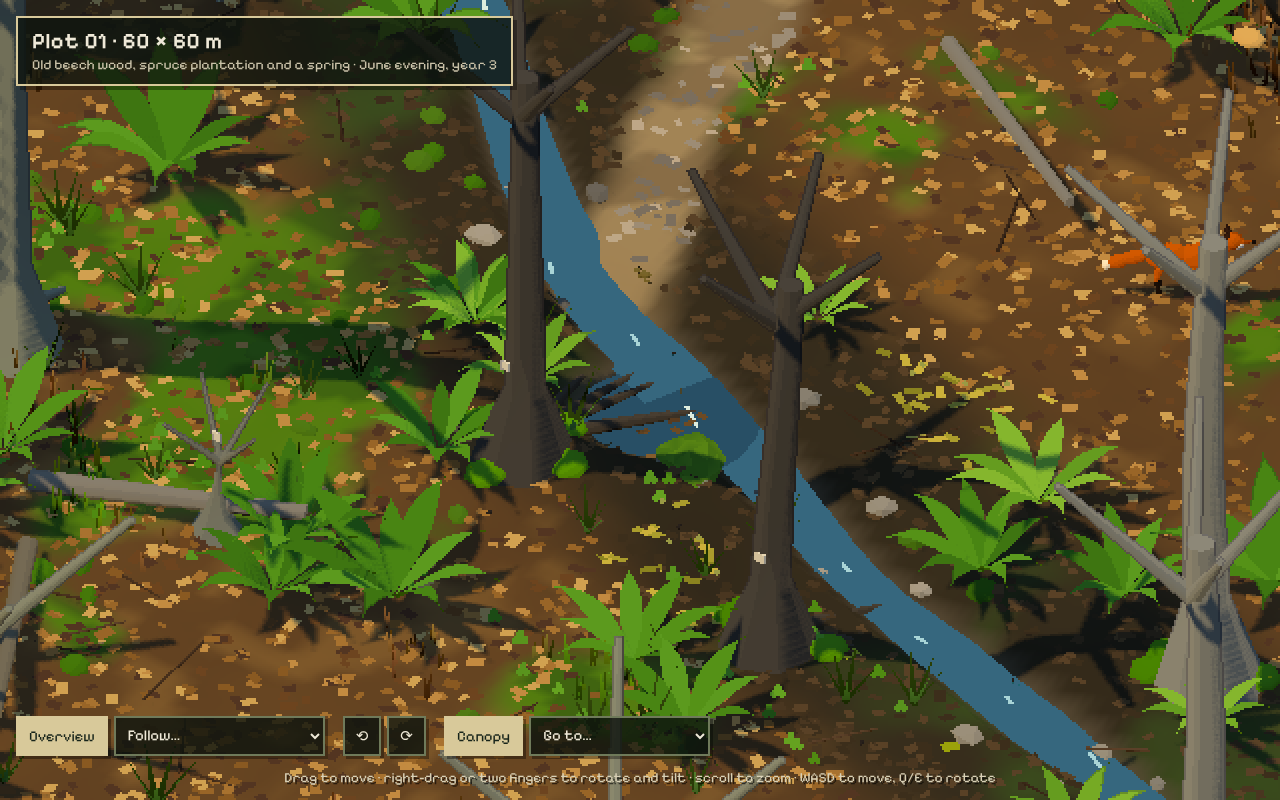 Plot 01 · 60 × 60 m
Old beech wood, spruce plantation and a spring · June evening, year 3
Overview
Follow...
Canopy
Go to...
Drag to move · right-drag or two fingers to rotate and tilt · scroll to zoom · WASD to move, Q/E to rotate